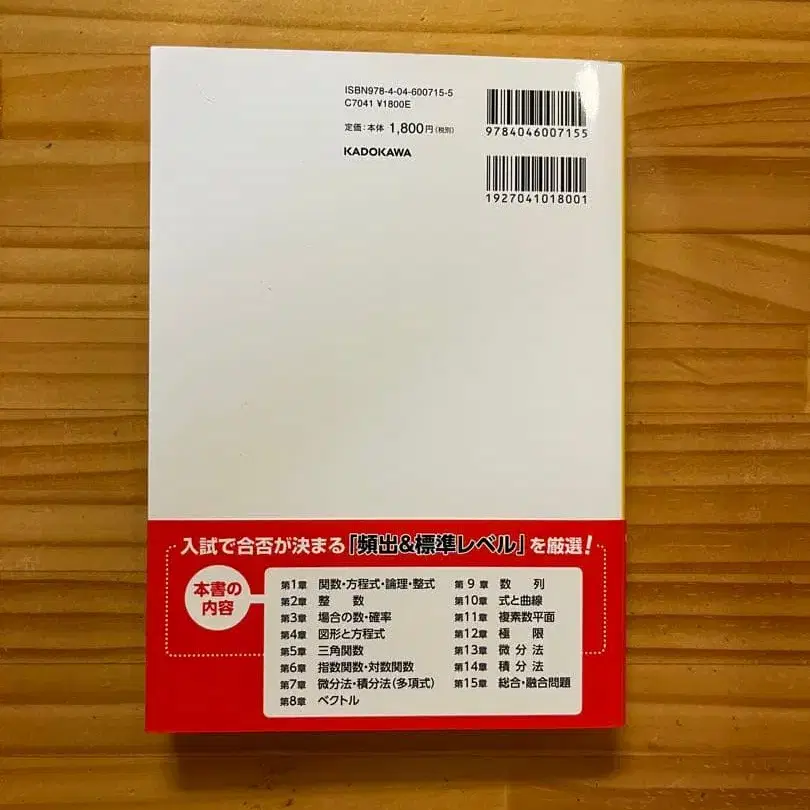 ISBN978-4-04-600715-5
C7041 ¥1800E
定価:本体 1,800円(税別)
KADOKAWA
9784046007155
1927041018001
入試で合否が決まる「頻出&標準レベル」を厳選!
本書の
内容
第1章 関数・方程式・論理・整式
第2章 整数
第3章 場合の数・確率
第4章 図形と方程式
第5章 三角関数
第6章 指数関数・対数関数
第7章 微分法・積分法(多項式)
第8章 ベクトル
第9章 数列
第10章 式と曲線
第11章 複素数平面
第12章 極限
第13章 微分法
第14章 積分法
第15章 総合・融合問題